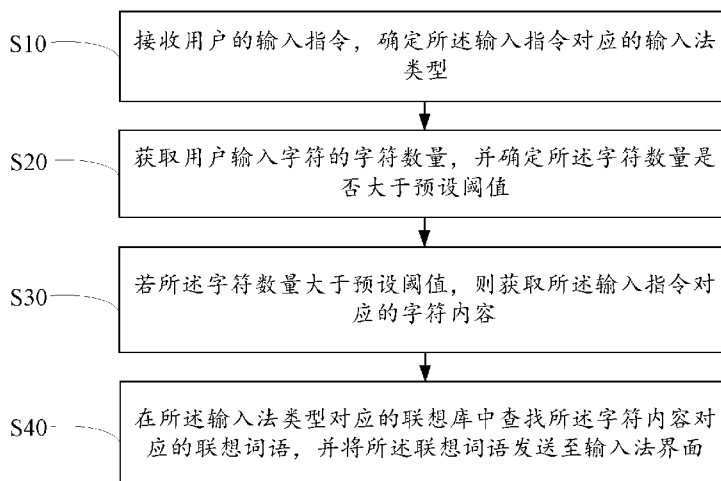 S10
接收用户的输入指令，确定所述输入指令对应的输入法
类型
S20
获取用户输入字符的字符数量，并确定所述字符数量是
否大于预设阈值
S30
若所述字符数量大于预设阈值，则获取所述输入指令对
应的字符内容
S40
在所述输入法类型对应的联想库中查找所述字符内容对
应的联想词语，并将所述联想词语发送至输入法界面